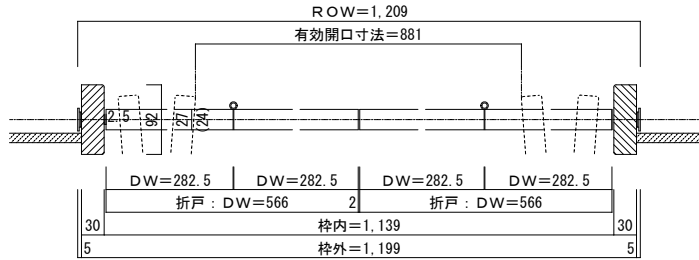 ROW=1,209
有効開口寸法=881
2.5
92
27
(24)
DW=282.5 DW=282.5 DW=282.5 DW=282.5
折戸：DW=566 2 折戸：DW=566
30 枠内=1,139 30
5 枠外=1,199 5